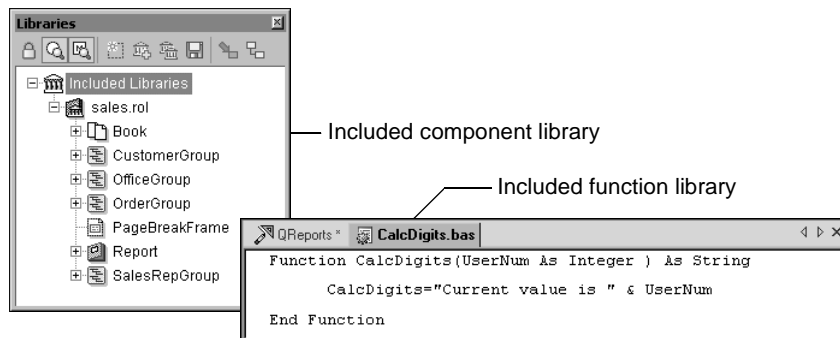 Libraries
Included Libraries
sales.rol
Book
CustomerGroup
OfficeGroup
OrderGroup
PageBreakFrame
Report
SalesRepGroup
Included component library
Included function library
QReports * CalcDigits.bas
Function CalcDigits(UserNum As Integer ) As String
CalcDigits="Current value is " & UserNum
End Function